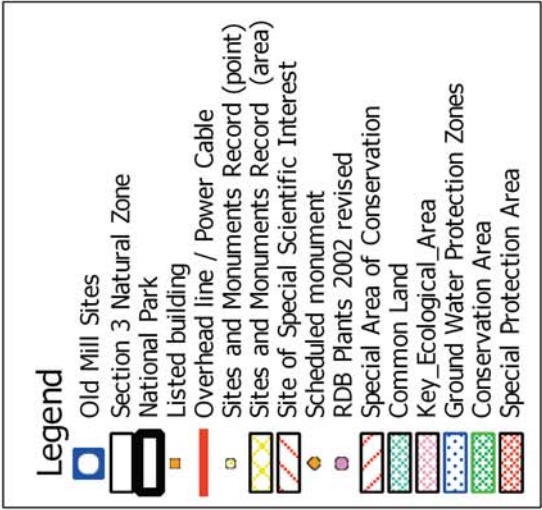 Legend
Old Mill Sites
Section 3 Natural Zone
National Park
Listed building
Overhead line / Power Cable
Sites and Monuments Record (point)
Sites and Monuments Record (area)
Site of Special Scientific Interest
Scheduled monument
RDB Plants 2002 revised
Special Area of Conservation
Common Land
Key_Ecological_Area
Ground Water Protection Zones
Conservation Area
Special Protection Area